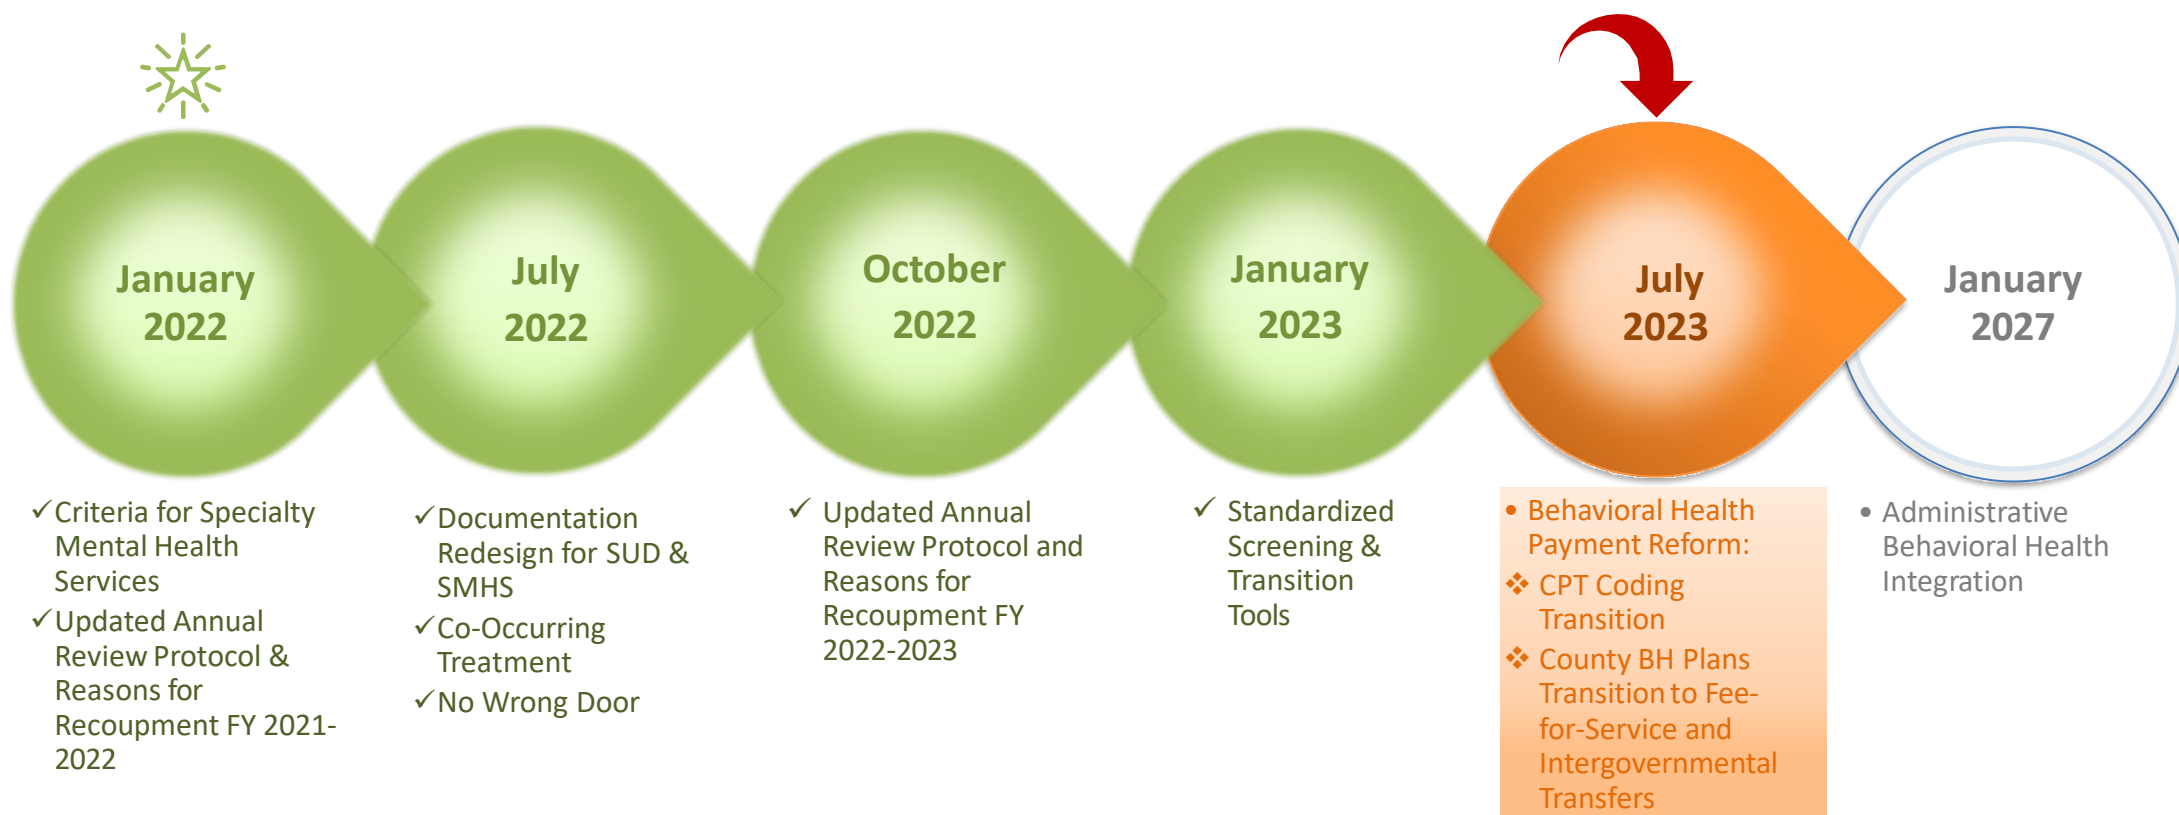 January
2022
July
2022
October
2022
January
2023
July
2023
January
2027
✓Criteria for Specialty
Mental Health
Services
✓Updated Annual
Review Protocol &
Reasons for
Recoupment FY 2021-
2022
✓Documentation
Redesign for SUD &
SMHS
✓Co-Occurring
Treatment
✓No Wrong Door
✓ Updated Annual
Review Protocol and
Reasons for
Recoupment FY
2022-2023
✓ Standardized
Screening &
Transition
Tools
• Behavioral Health
Payment Reform:
❖ CPT Coding
Transition
❖ County BH Plans
Transition to Fee-
for-Service and
Intergovernmental
Transfers
• Administrative
Behavioral Health
Integration